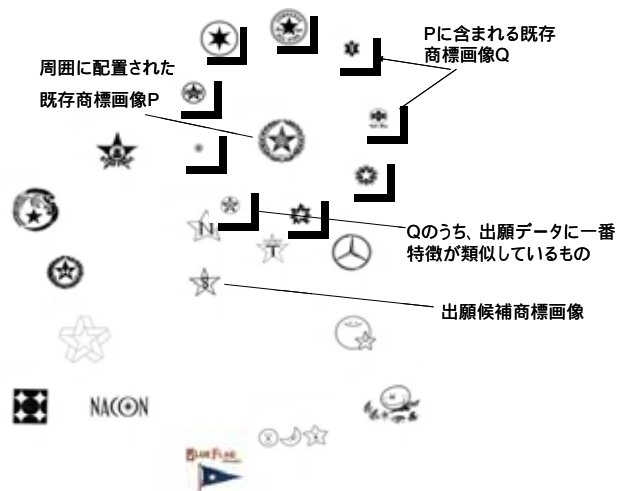 Pに含まれる既存
商標画像Q
周囲に配置された
既存商標画像P
Qのうち、出願データに一番
特徴が類似しているもの
出願候補商標画像
N
T
S
NACON
BLUE FLAG